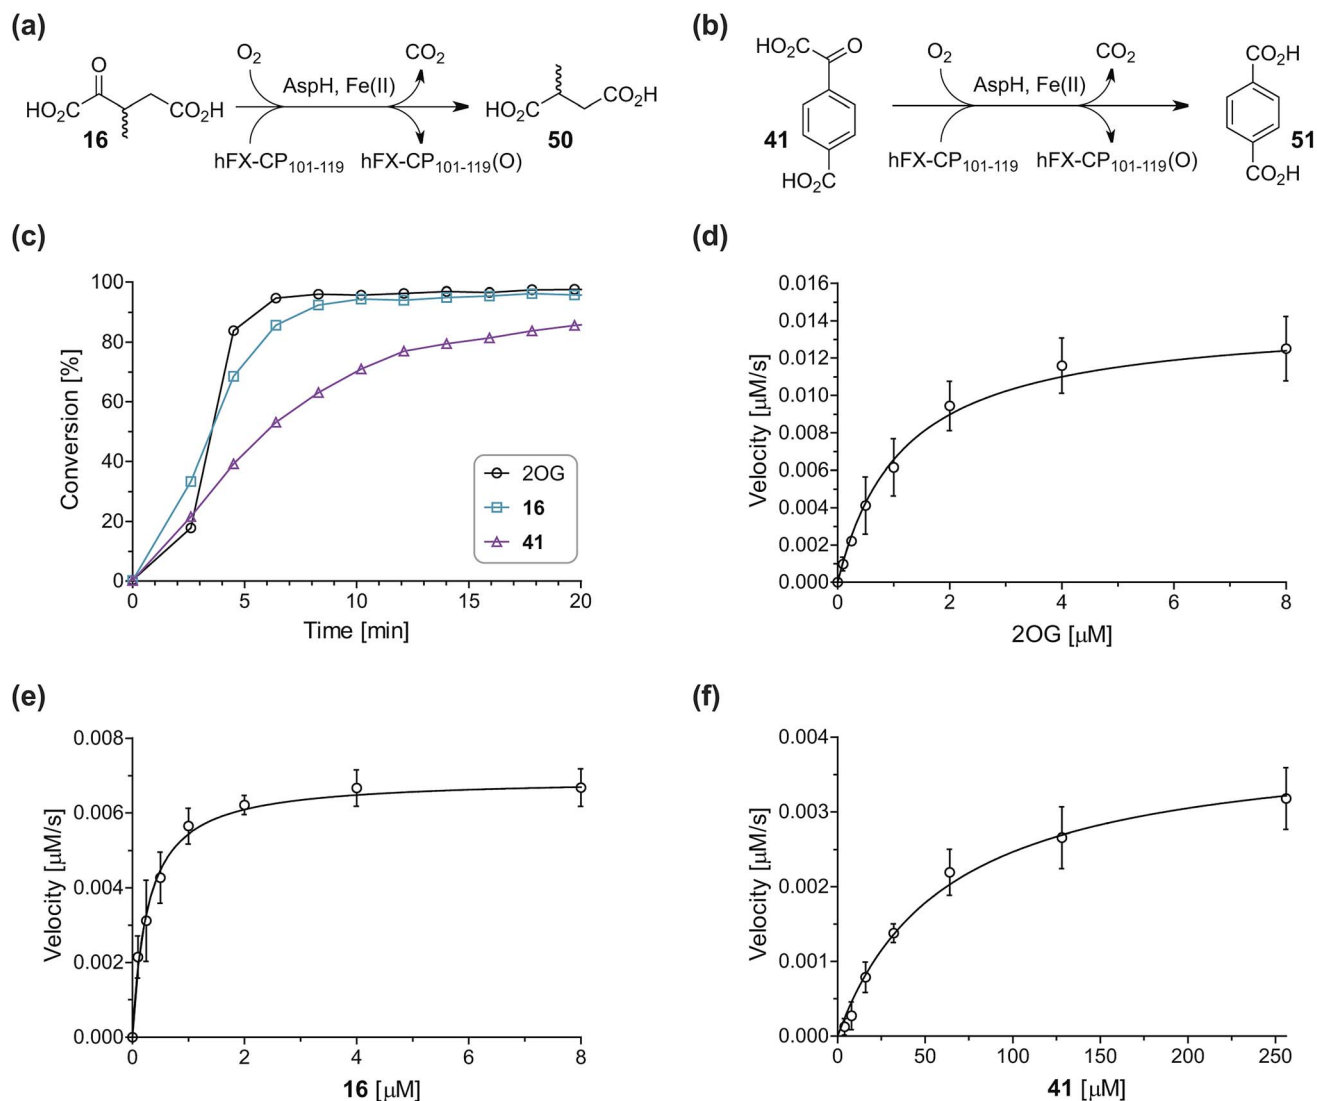 (a)
O2
CO2
O
AspH, Fe(II)
HO2C
CO2H
HO2C
CO2H
16
50
hFX-CP101-119
hFX-CP101-119(O)
(b)
HO2C
O
O2
CO2
CO2H
AspH, Fe(II)
41
51
hFX-CP101-119
hFX-CP101-119(O)
HO2C
CO2H
(c)
100
80
60
40
20
0
Conversion [%]
2OG
16
41
0
5
10
15
20
Time [min]
(d)
0.016
0.014
0.012
0.010
0.008
0.006
0.004
0.002
0.000
Velocity [μM/s]
0
2
4
6
8
2OG [μM]
(e)
0.008
0.006
0.004
0.002
0.000
Velocity [μM/s]
0
2
4
6
8
16 [μM]
(f)
0.004
0.003
0.002
0.001
0.000
Velocity [μM/s]
0
50
100
150
200
250
41 [μM]